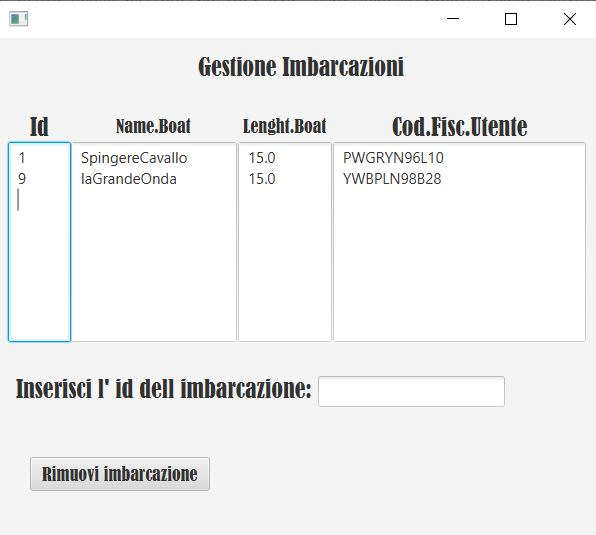 Gestione Imbarcazioni
Id Name.Boat Lenght.Boat Cod.Fisc.Utente
1 SpingereCavallo 15.0 PWGRYN96L10
9 laGrandeOnda 15.0 YWBPLN98B28
Inserisci l' id dell imbarcazione:
Rimuovi imbarcazione